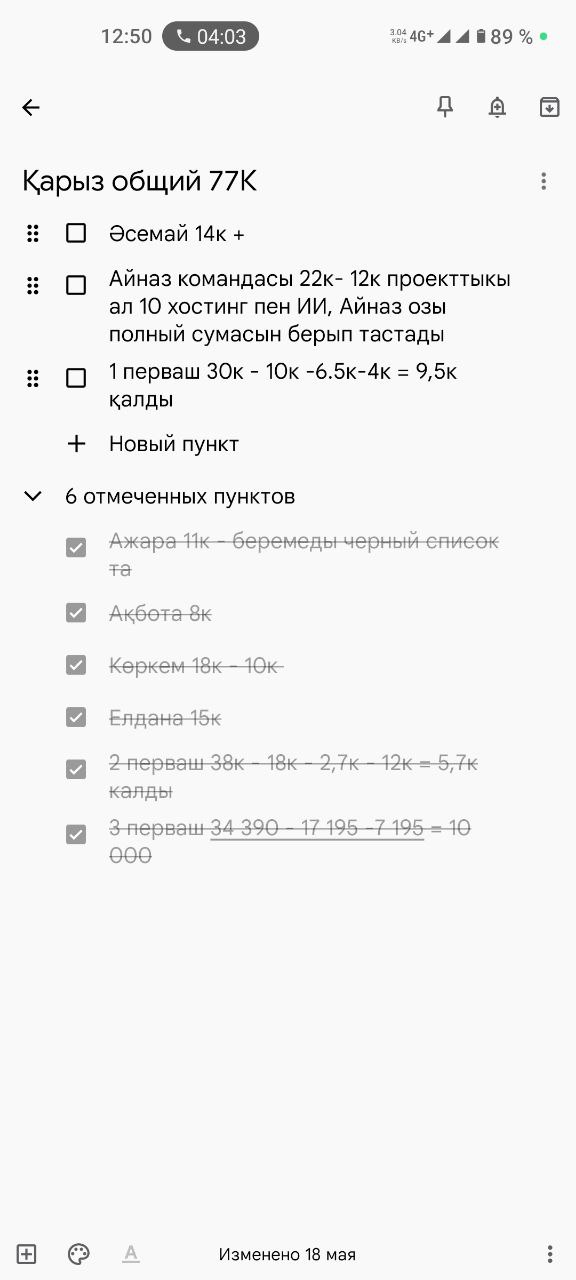 12:50 04:03 3.04 KB/s 4G+ 89 %
Қарыз общий 77К
Әсемай 14к +
Айназ командасы 22к- 12к проекттыкы
ал 10 хостинг пен ИИ, Айназ озы
полный сумасын берып тастады
1 перваш 30к - 10к -6.5к-4к = 9,5к
қалды
Новый пункт
6 отмеченных пунктов
Ажара 11к - беремеды черный список
та
Ақбота 8к
Көркем 18к - 10к
Елдана 15к
2 перваш 38к - 18к - 2,7к - 12к = 5,7к
калды
3 перваш 34 390 - 17 195 -7 195 = 10
000
A
Изменено 18 мая